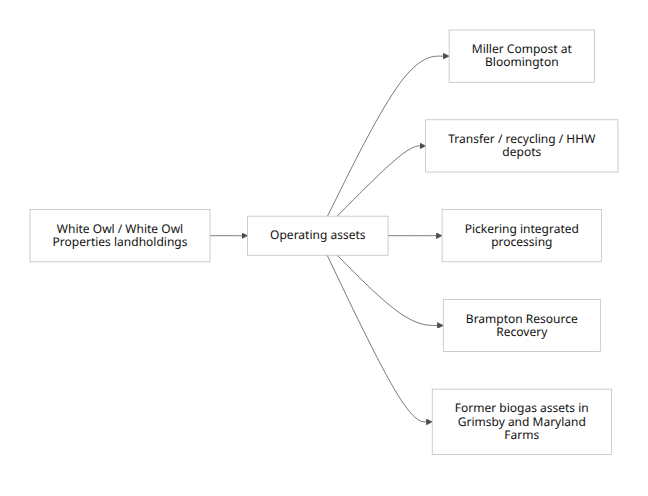 Miller Compost at
Bloomington
Transfer / recycling / HHW
depots
White Owl / White Owl
Properties landholdings
Operating assets
Pickering integrated
processing
Brampton Resource
Recovery
Former biogas assets in
Grimsby and Maryland
Farms